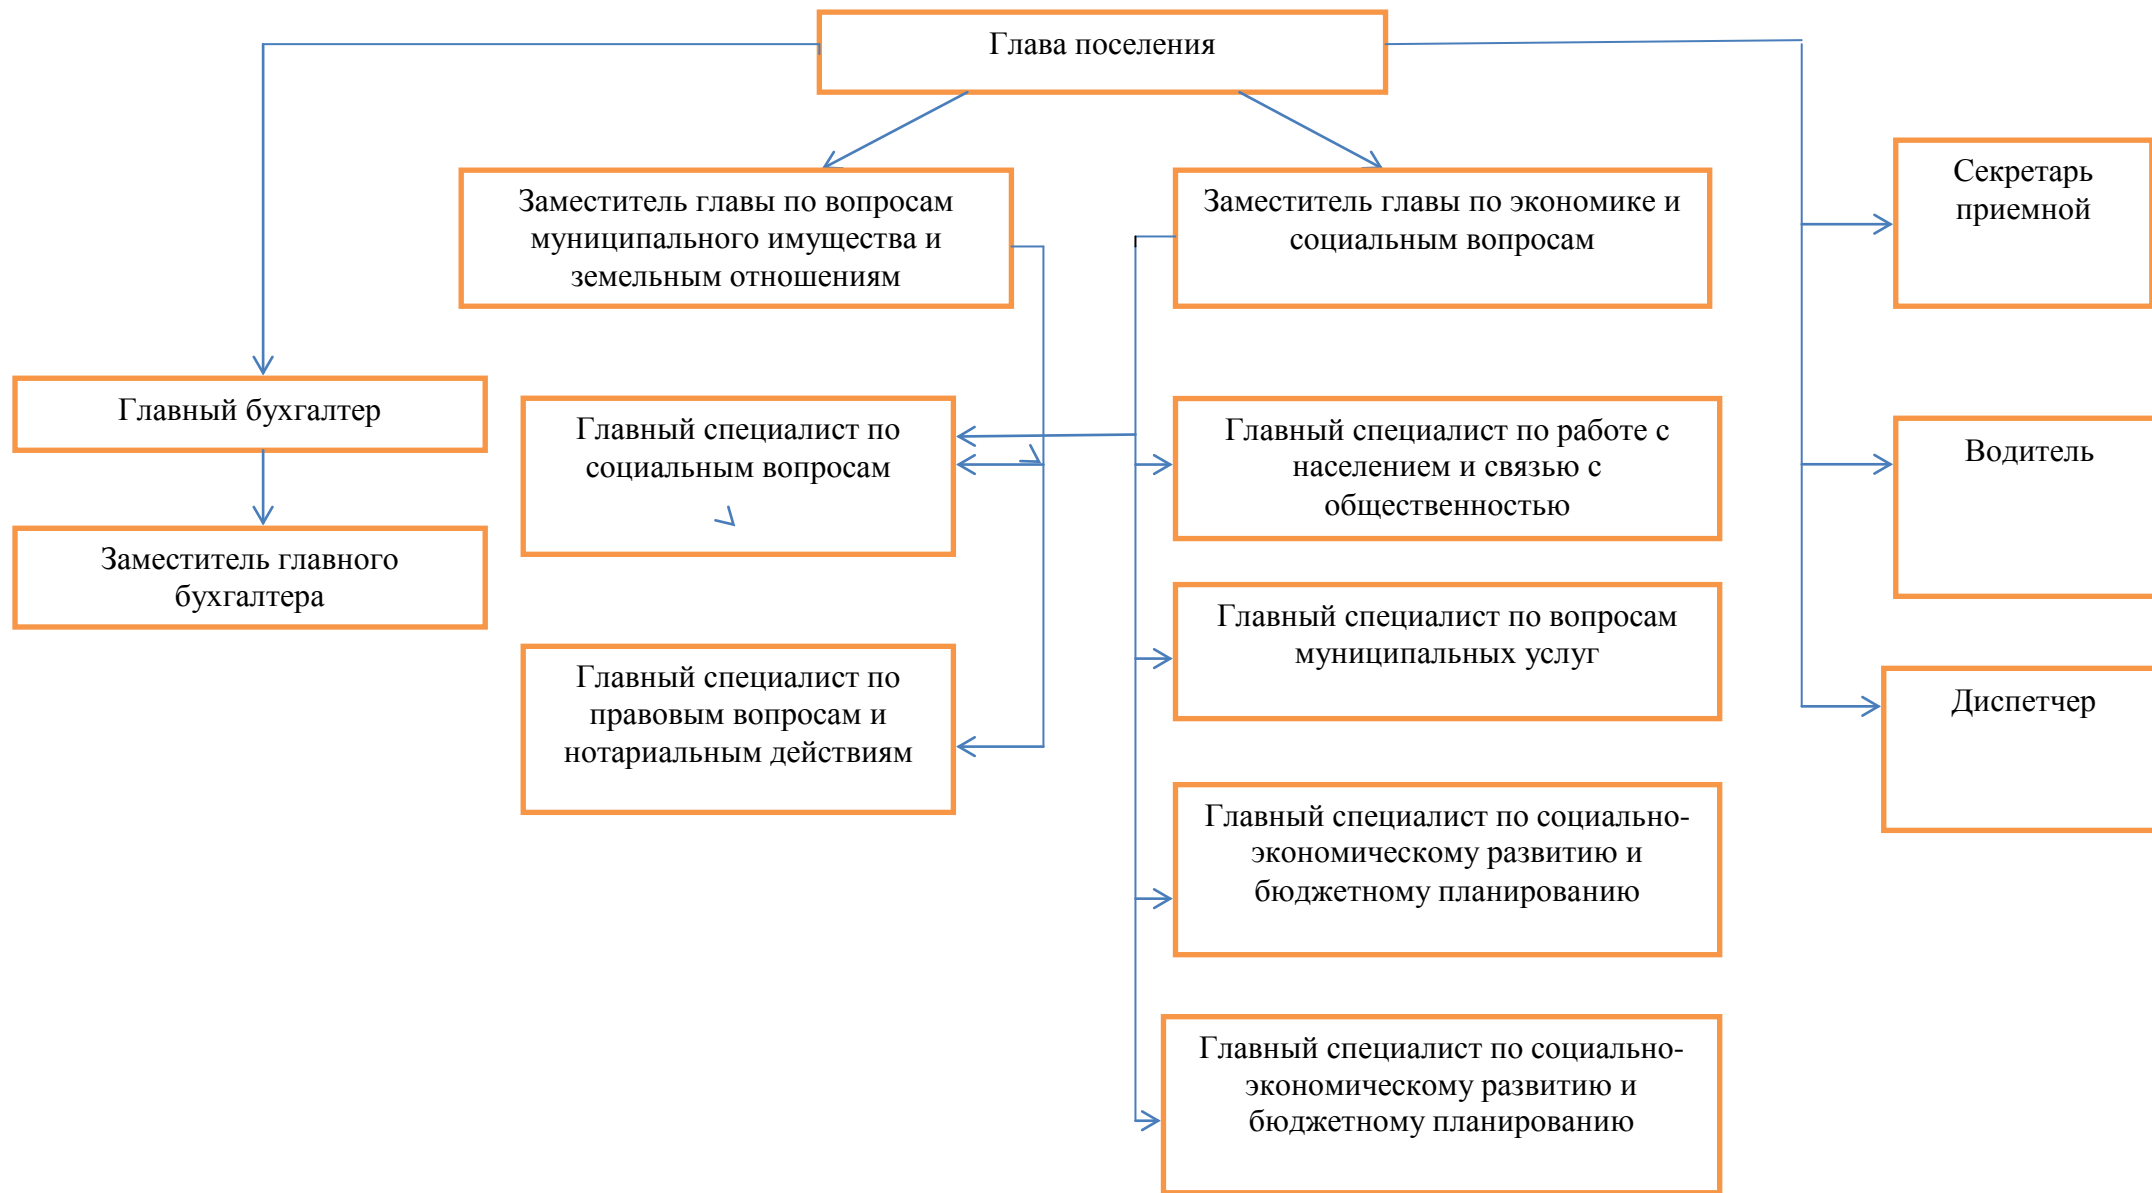 Глава поселения
Заместитель главы по вопросам
муниципального имущества и
земельным отношениям
Заместитель главы по экономике и
социальным вопросам
Секретарь
приемной
Главный бухгалтер
Заместитель главного
бухгалтера
Главный специалист по
социальным вопросам
Главный специалист по
правовым вопросам и
нотариальным действиям
Главный специалист по работе с
населением и связью с
общественностью
Главный специалист по вопросам
муниципальных услуг
Главный специалист по социально-
экономическому развитию и
бюджетному планированию
Главный специалист по социально-
экономическому развитию и
бюджетному планированию
Водитель
Диспетчер